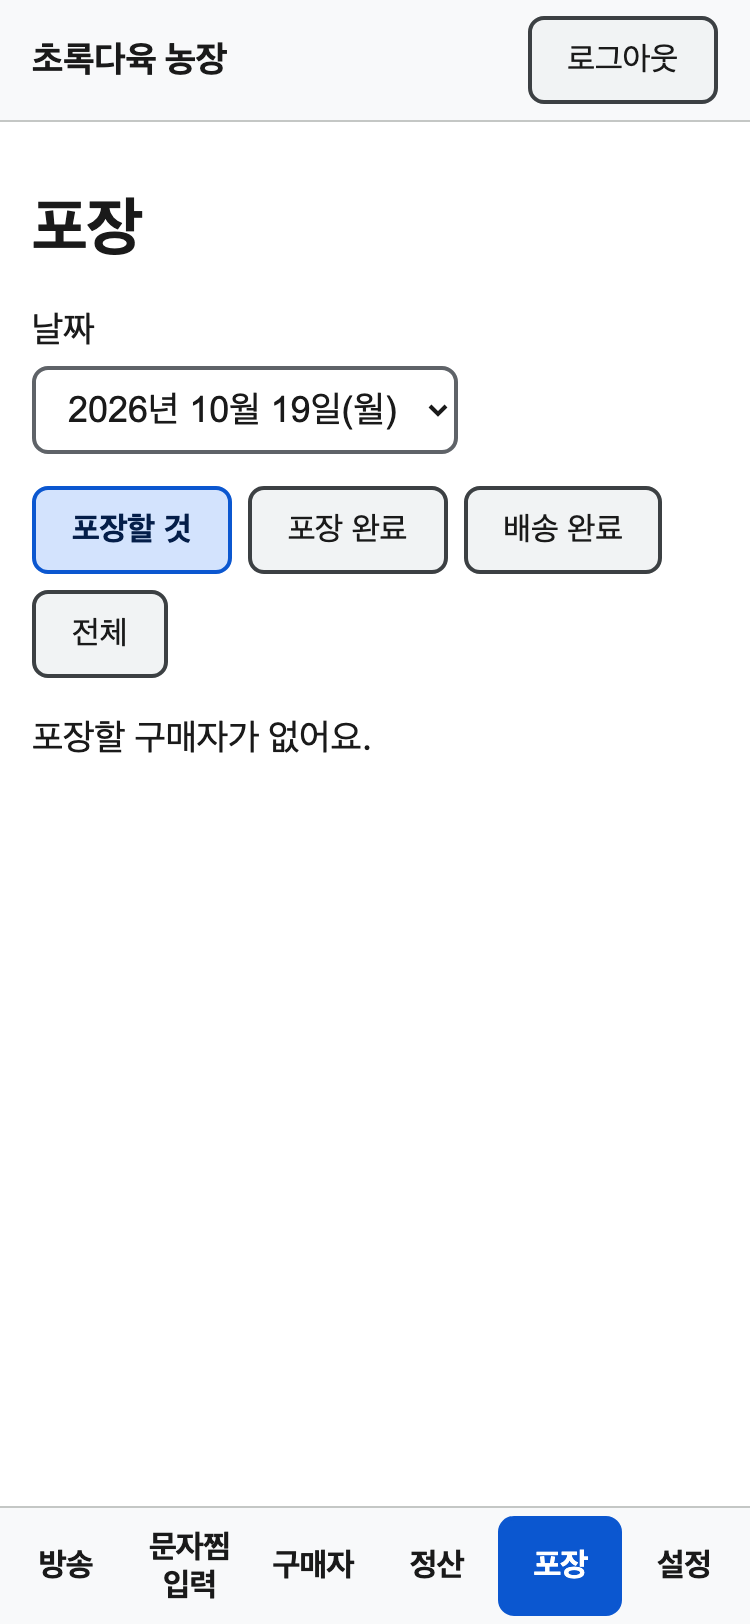 초록다육 농장
로그아웃
포장
날짜
2026년 10월 19일(월)
포장할 것
포장 완료
배송 완료
전체
포장할 구매자가 없어요.
방송
문자찜
입력
구매자
정산
포장
설정